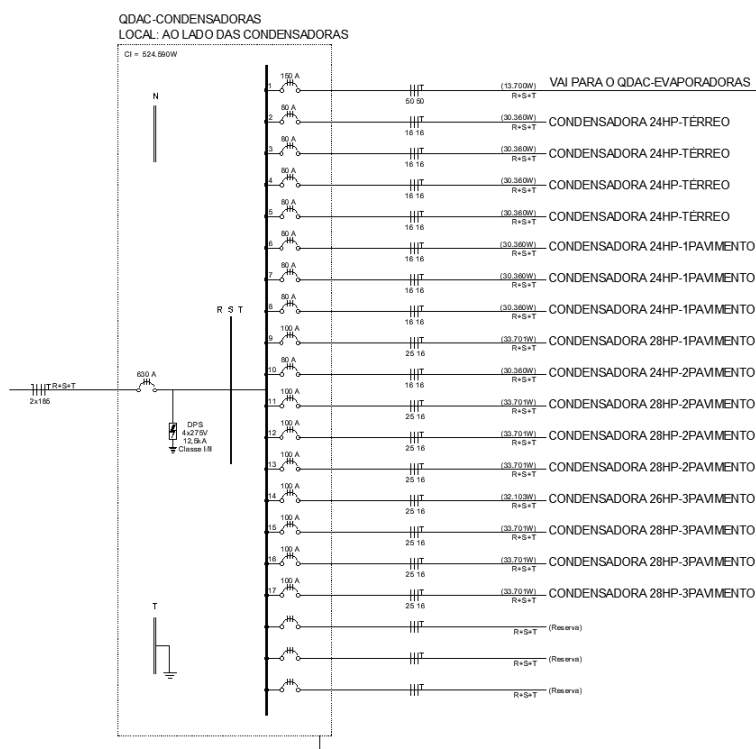 QDAC-CONDENSADORAS
LOCAL: AO LADO DAS CONDENSADORAS
CI = 524.590W
N
R S T
T
630 A
R+S+T
2x185
DPS
4x275V
12,5kA
Classe I/II
1 150 A 50 50 (13.700W) R+S+T VAI PARA O QDAC-EVAPORADORAS
2 80 A 16 16 (30.360W) R+S+T CONDENSADORA 24HP-TÉRREO
3 80 A 16 16 (30.360W) R+S+T CONDENSADORA 24HP-TÉRREO
4 80 A 16 16 (30.360W) R+S+T CONDENSADORA 24HP-TÉRREO
5 80 A 16 16 (30.360W) R+S+T CONDENSADORA 24HP-TÉRREO
6 80 A 16 16 (30.360W) R+S+T CONDENSADORA 24HP-1PAVIMENTO
7 80 A 16 16 (30.360W) R+S+T CONDENSADORA 24HP-1PAVIMENTO
8 80 A 16 16 (30.360W) R+S+T CONDENSADORA 24HP-1PAVIMENTO
9 100 A 25 16 (33.701W) R+S+T CONDENSADORA 28HP-1PAVIMENTO
10 80 A 16 16 (30.360W) R+S+T CONDENSADORA 24HP-2PAVIMENTO
11 100 A 25 16 (33.701W) R+S+T CONDENSADORA 28HP-2PAVIMENTO
12 100 A 25 16 (33.701W) R+S+T CONDENSADORA 28HP-2PAVIMENTO
13 100 A 25 16 (33.701W) R+S+T CONDENSADORA 28HP-2PAVIMENTO
14 100 A 25 16 (32.103W) R+S+T CONDENSADORA 26HP-3PAVIMENTO
15 100 A 25 16 (33.701W) R+S+T CONDENSADORA 28HP-3PAVIMENTO
16 100 A 25 16 (33.701W) R+S+T CONDENSADORA 28HP-3PAVIMENTO
17 100 A 25 16 (33.701W) R+S+T CONDENSADORA 28HP-3PAVIMENTO
T R+S+T (Reserva)
T R+S+T (Reserva)
T R+S+T (Reserva)